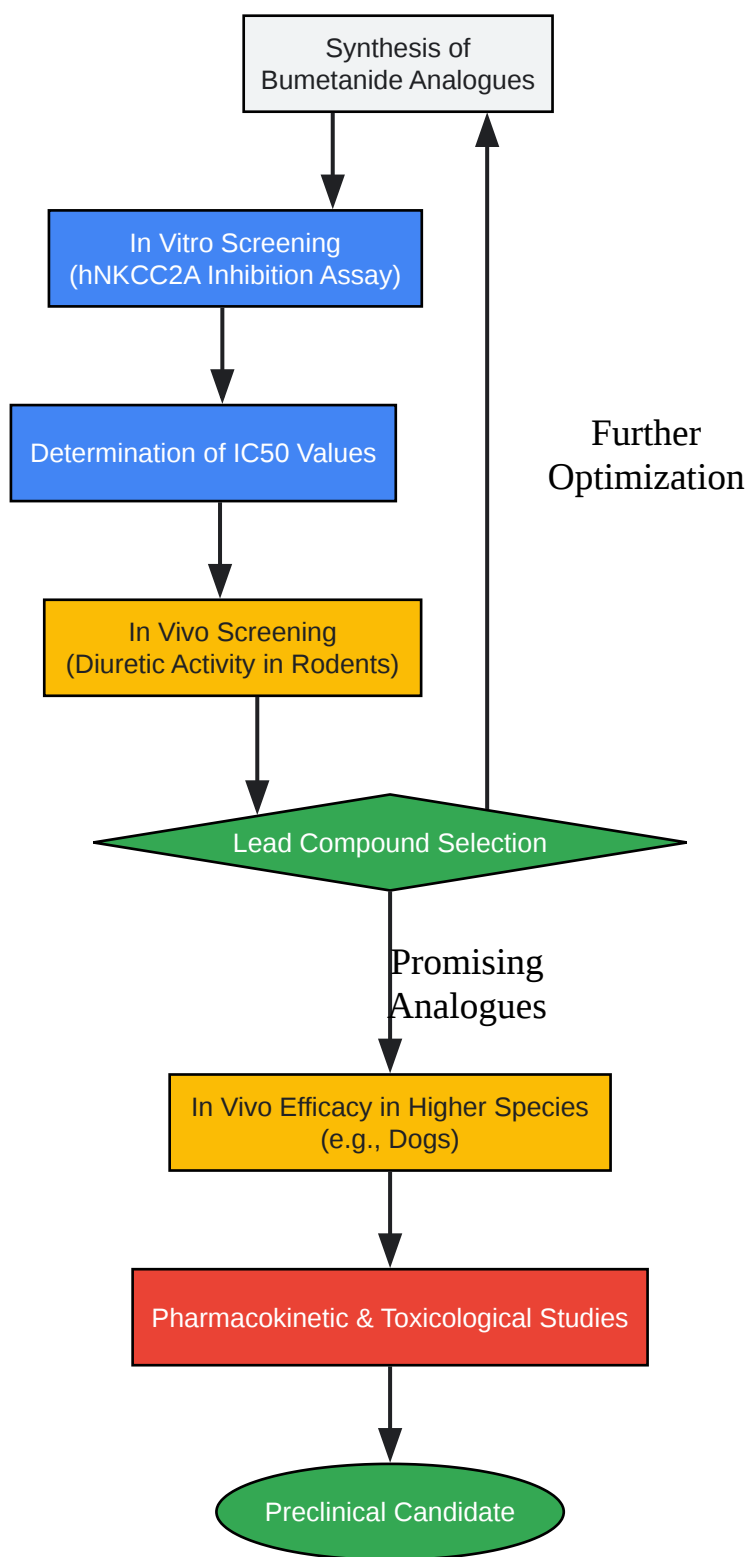 Synthesis of
Bumetanide Analogues
In Vitro Screening
(hNKCC2A Inhibition Assay)
Determination of IC50 Values
Further
Optimization
In Vivo Screening
(Diuretic Activity in Rodents)
Lead Compound Selection
Promising
Analogues
In Vivo Efficacy in Higher Species
(e.g., Dogs)
Pharmacokinetic & Toxicological Studies
Preclinical Candidate